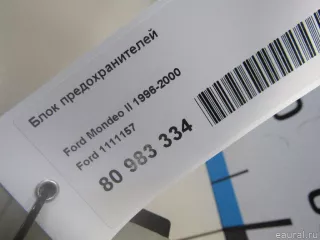 Блок предохранителей
Ford Mondeo II 1996-2000
Ford 1111157
80 983 334
eaural.ru